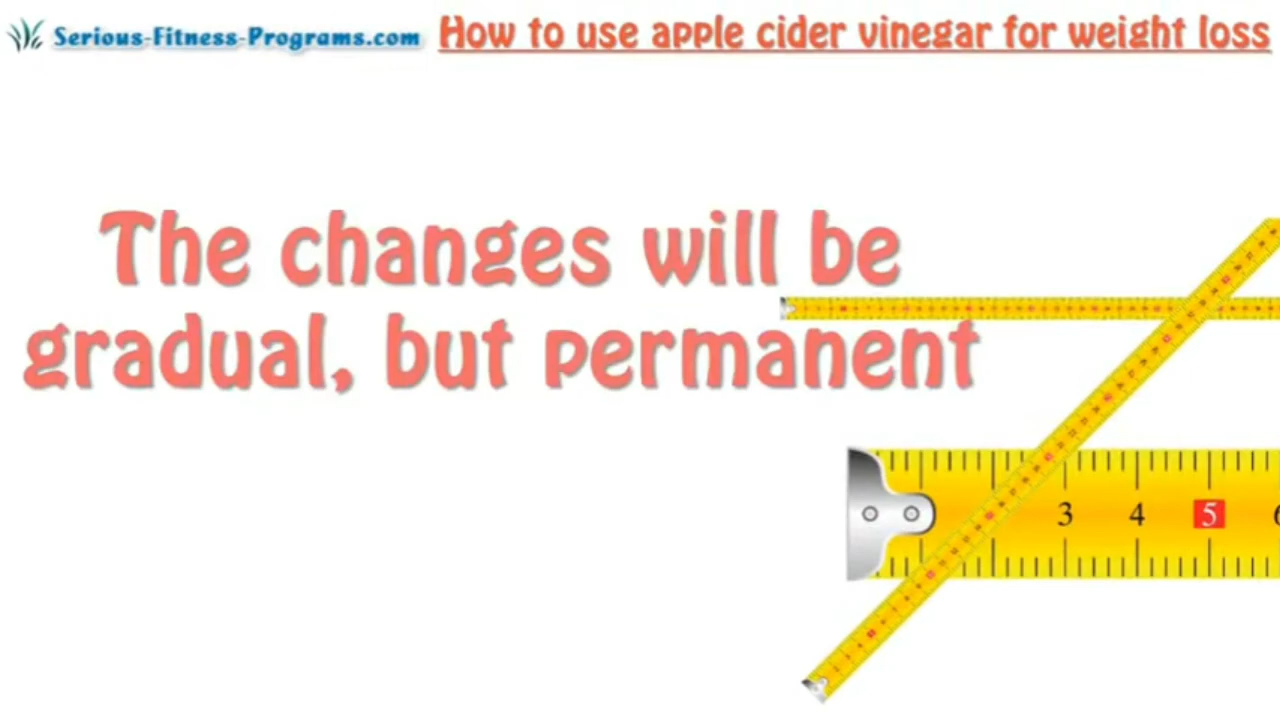 Serious-Fitness-Programs.com How to use apple cider vinegar for weight loss
The changes will be
gradual, but permanent
3 4 5